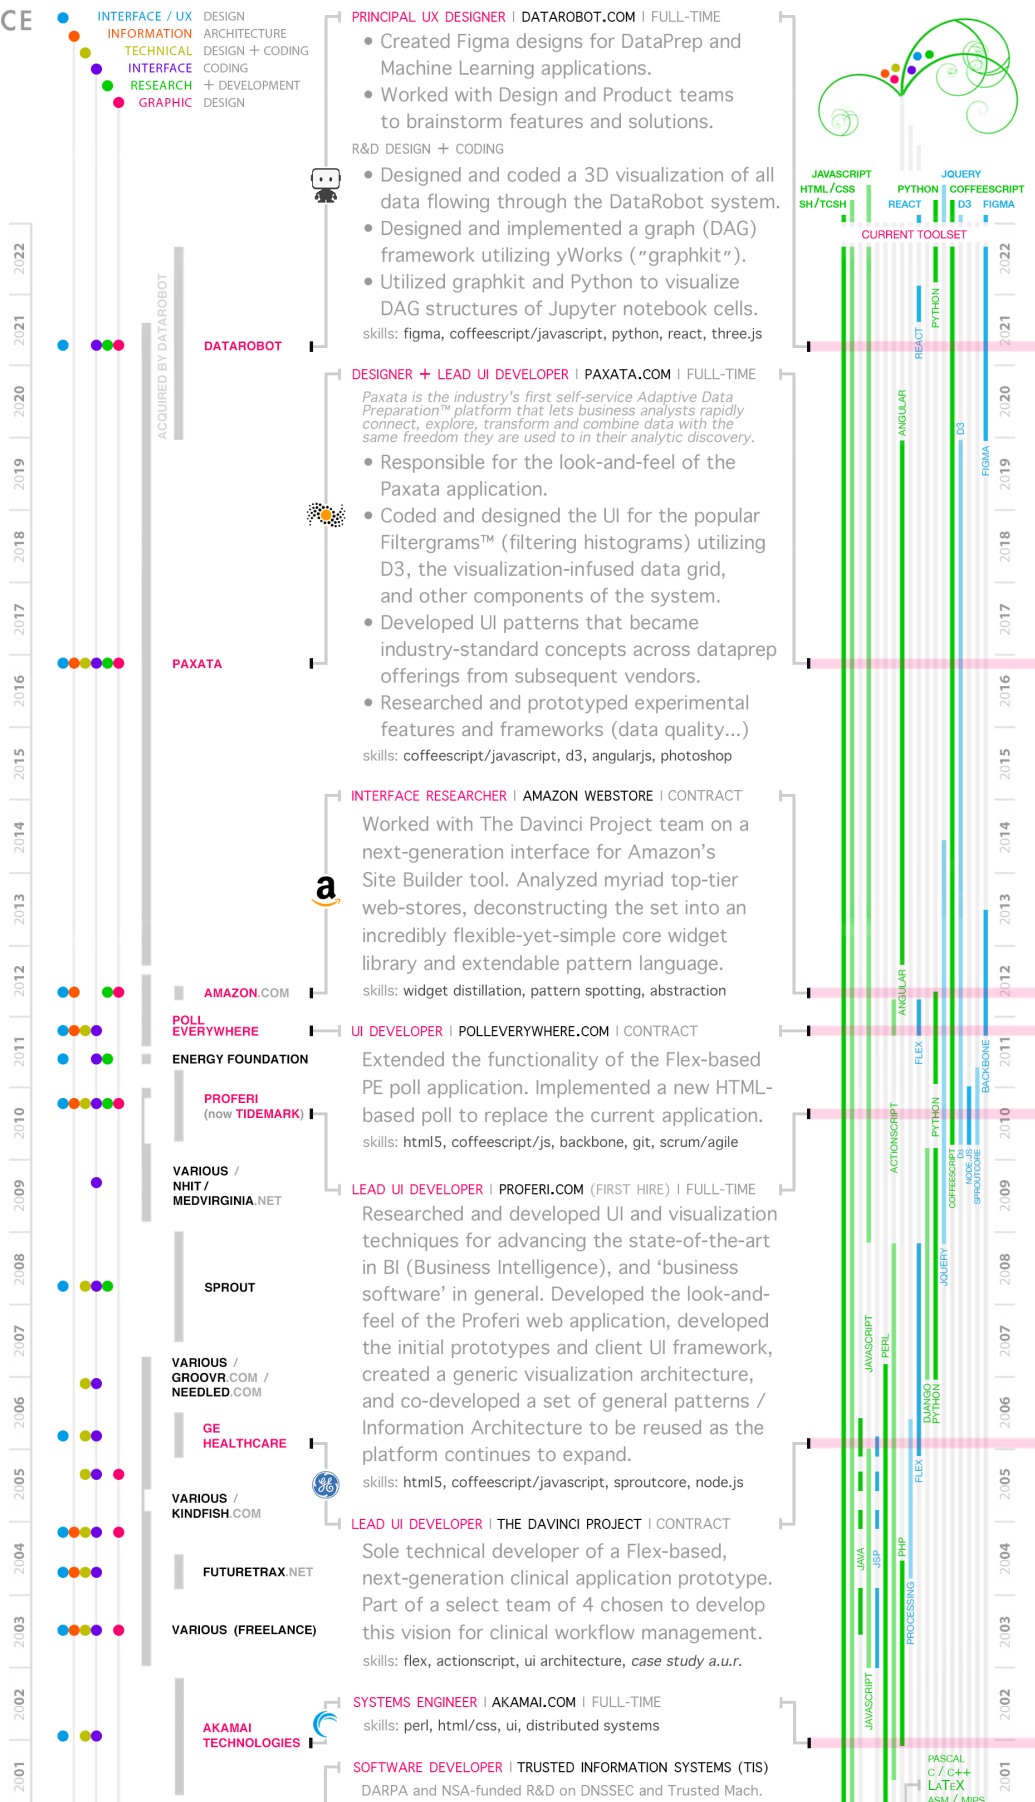 CE
INTERFACE / UX DESIGN
INFORMATION ARCHITECTURE
TECHNICAL DESIGN + CODING
INTERFACE CODING
RESEARCH + DEVELOPMENT
GRAPHIC DESIGN
PRINCIPAL UX DESIGNER | DATAROBOT.COM | FULL-TIME
• Created Figma designs for DataPrep and
Machine Learning applications.
• Worked with Design and Product teams
to brainstorm features and solutions.
R&D DESIGN + CODING
• Designed and coded a 3D visualization of all
data flowing through the DataRobot system.
• Designed and implemented a graph (DAG)
framework utilizing yWorks ("graphkit").
• Utilized graphkit and Python to visualize
DAG structures of Jupyter notebook cells.
skills: figma, coffeescript/javascript, python, react, three.js
DESIGNER + LEAD UI DEVELOPER | PAXATA.COM | FULL-TIME
Paxata is the industry's first self-service Adaptive Data
Preparation™ platform that lets business analysts rapidly
connect, explore, transform and combine data with the
same freedom they are used to in their analytic discovery.
• Responsible for the look-and-feel of the
Paxata application.
• Coded and designed the UI for the popular
Filtergrams™ (filtering histograms) utilizing
D3, the visualization-infused data grid,
and other components of the system.
• Developed UI patterns that became
industry-standard concepts across dataprep
offerings from subsequent vendors.
• Researched and prototyped experimental
features and frameworks (data quality...)
skills: coffeescript/javascript, d3, angularjs, photoshop
INTERFACE RESEARCHER | AMAZON WEBSTORE | CONTRACT
Worked with The Davinci Project team on a
next-generation interface for Amazon's
Site Builder tool. Analyzed myriad top-tier
web-stores, deconstructing the set into an
incredibly flexible-yet-simple core widget
library and extendable pattern language.
skills: widget distillation, pattern spotting, abstraction
UI DEVELOPER | POLLEVERYWHERE.COM | CONTRACT
Extended the functionality of the Flex-based
PE poll application. Implemented a new HTML-
based poll to replace the current application.
skills: html5, coffeescript/js, backbone, git, scrum/agile
LEAD UI DEVELOPER | PROFERI.COM (FIRST HIRE) | FULL-TIME
Researched and developed UI and visualization
techniques for advancing the state-of-the-art
in BI (Business Intelligence), and ‘business
software’ in general. Developed the look-and-
feel of the Proferi web application, developed
the initial prototypes and client UI framework,
created a generic visualization architecture,
and co-developed a set of general patterns /
Information Architecture to be reused as the
platform continues to expand.
skills: html5, coffeescript/javascript, sproutcore, node.js
LEAD UI DEVELOPER | THE DAVINCI PROJECT | CONTRACT
Sole technical developer of a Flex-based,
next-generation clinical application prototype.
Part of a select team of 4 chosen to develop
this vision for clinical workflow management.
skills: flex, actionscript, ui architecture, case study a.u.r.
SYSTEMS ENGINEER | AKAMAI.COM | FULL-TIME
skills: perl, html/css, ui, distributed systems
SOFTWARE DEVELOPER | TRUSTED INFORMATION SYSTEMS (TIS)
DARPA and NSA-funded R&D on DNSSEC and Trusted Mach.
2022
2021
2020
2019
2018
2017
2016
2015
2014
2013
2012
2011
2010
2009
2008
2007
2006
2005
2004
2003
2002
2001
ACQUIRED BY DATAROBOT
DATAROBOT
PAXATA
a
AMAZON.COM
POLL
EVERYWHERE
ENERGY FOUNDATION
PROFERI
(now TIDEMARK)
VARIOUS /
NHIT /
MEDVIRGINIA.NET
SPROUT
VARIOUS /
GROOVR.COM /
NEEDLED.COM
GE
HEALTHCARE
GE
VARIOUS /
KINDFISH.COM
FUTURETRAX.NET
VARIOUS (FREELANCE)
AKAMAI
TECHNOLOGIES
JAVASCRIPT JQUERY
HTML/CSS PYTHON COFFEESCRIPT
SH/TCSH REACT D3 FIGMA
CURRENT TOOLSET
PYTHON
REACT
ANGULAR
D3
FIGMA
ANGULAR
FLEX
BACKBONE
ACTIONSCRIPT
PYTHON
COFFEESCRIPT
D3
NODE.JS
SPROUTCORE
JQUERY
JAVASCRIPT
PERL
DJANGO
PYTHON
FLEX
JAVA
JSP
PHP
PROCESSING
JAVASCRIPT
2022
2021
2020
2019
2018
2017
2016
2015
2014
2013
2012
2011
2010
2009
2008
2007
2006
2005
2004
2003
2002
2001
PASCAL
C / C++
LATEX
ASM / MIPS